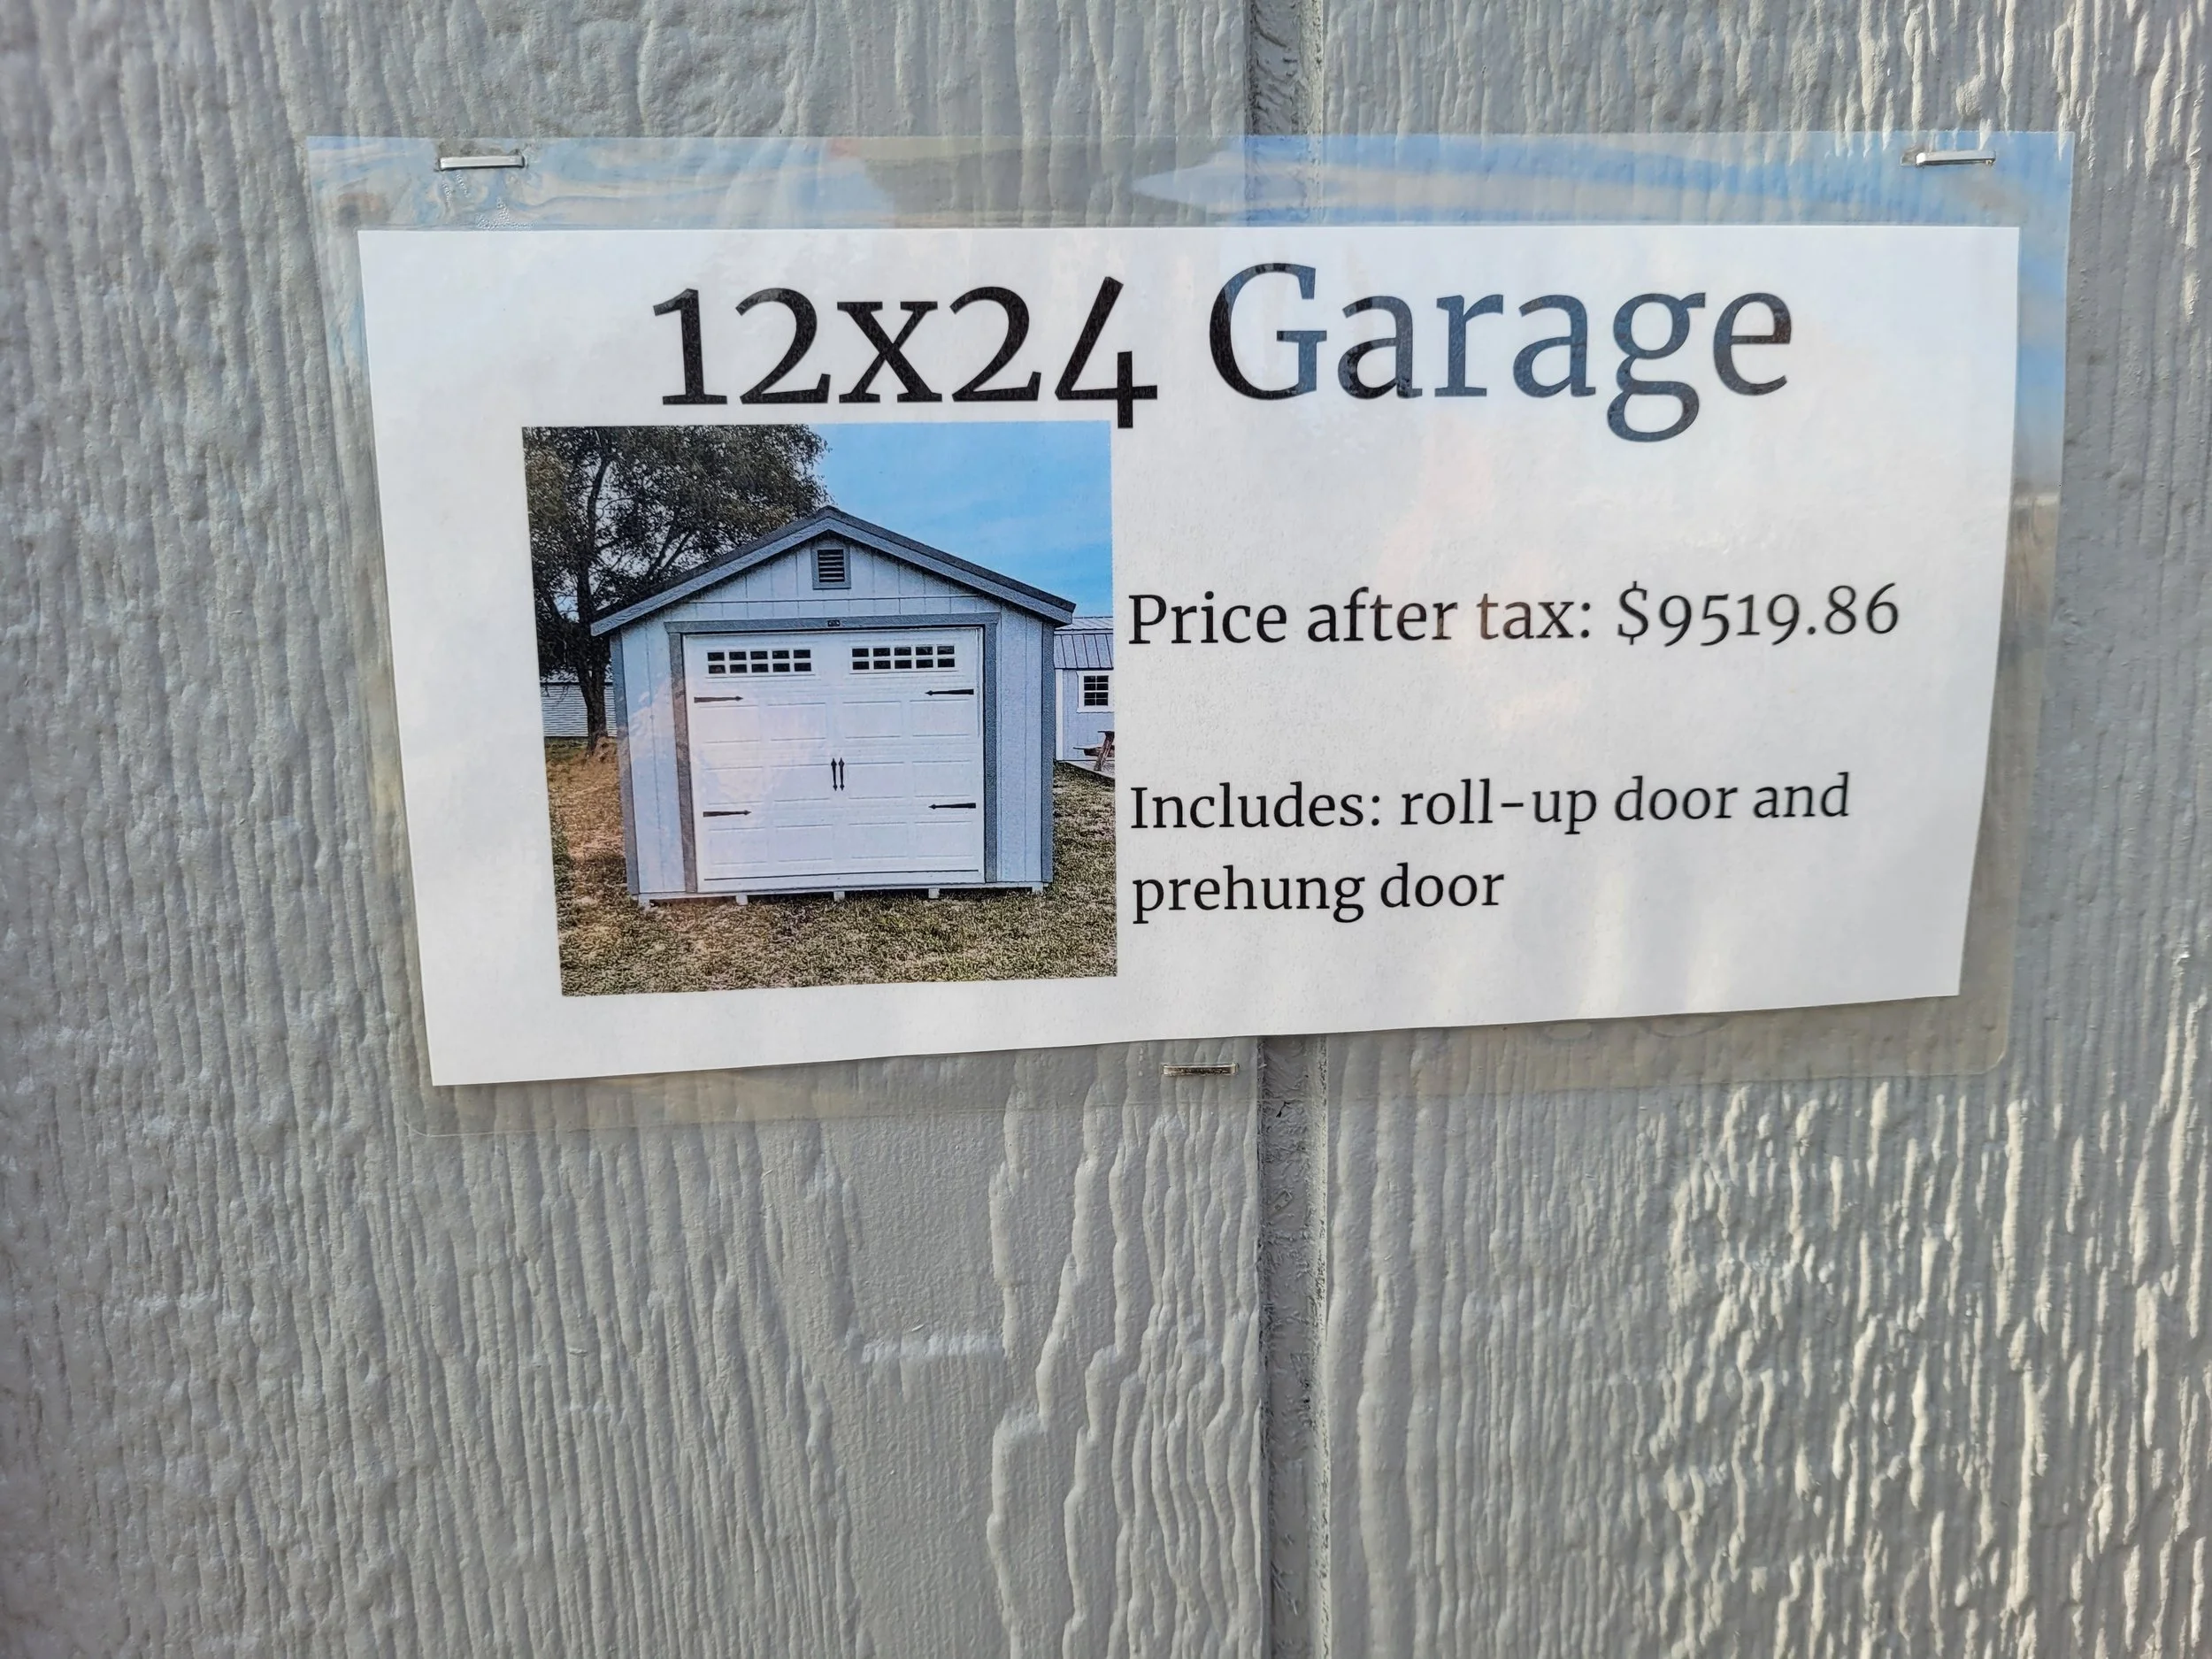 12x24 Garage
Price after tax: $9519.86
Includes: roll-up door and
prehung door